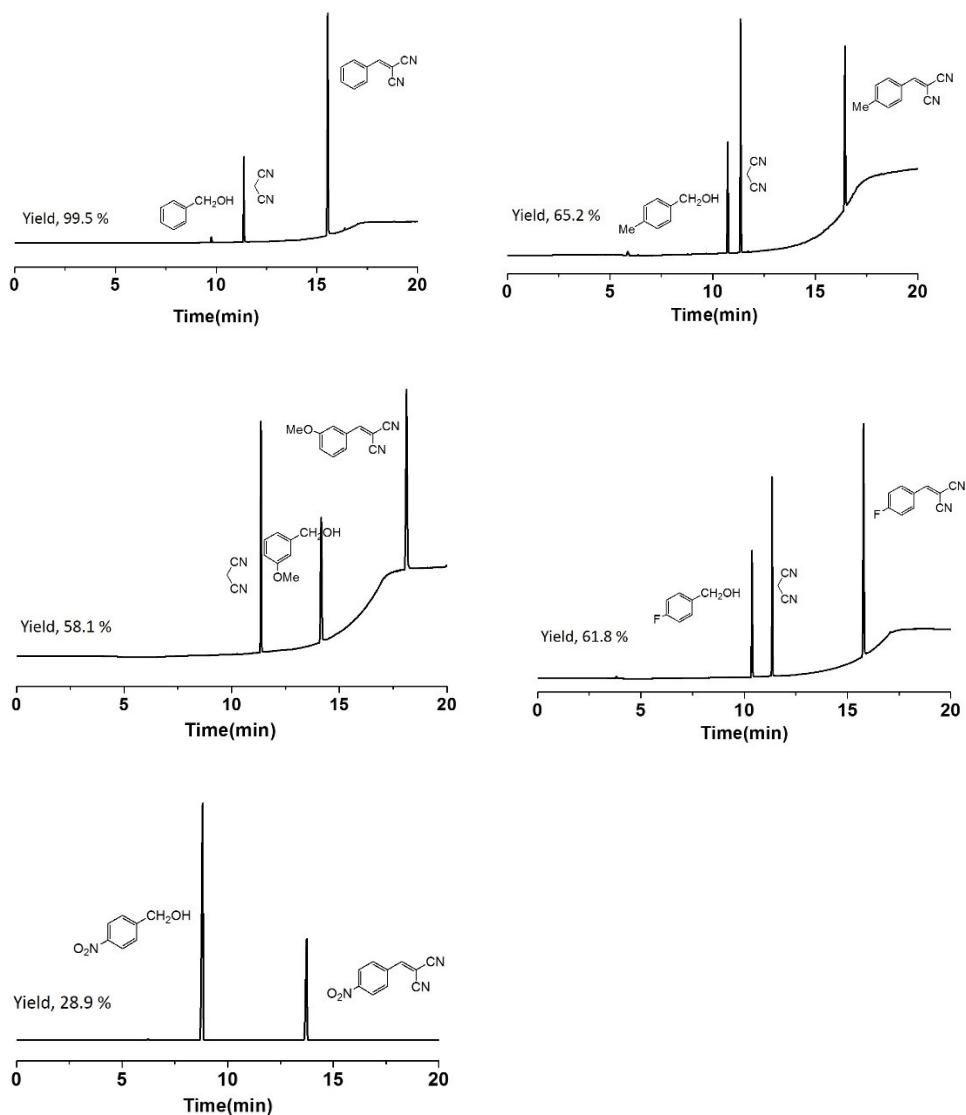 CN
CN
CH2OH
CN
CN
Yield, 99.5 %
0 5 10 15 20
Time(min)
CN
Me
CN
CN
CH2OH
CN
Me
Yield, 65.2 %
0 5 10 15 20
Time(min)
MeO
CN
CN
CH2OH
CN
CN
OMe
Yield, 58.1 %
0 5 10 15 20
Time(min)
CN
F
CN
CN
CH2OH
CN
F
Yield, 61.8 %
0 5 10 15 20
Time(min)
CH2OH
O2N
CN
CN
O2N
Yield, 28.9 %
0 5 10 15 20
Time(min)